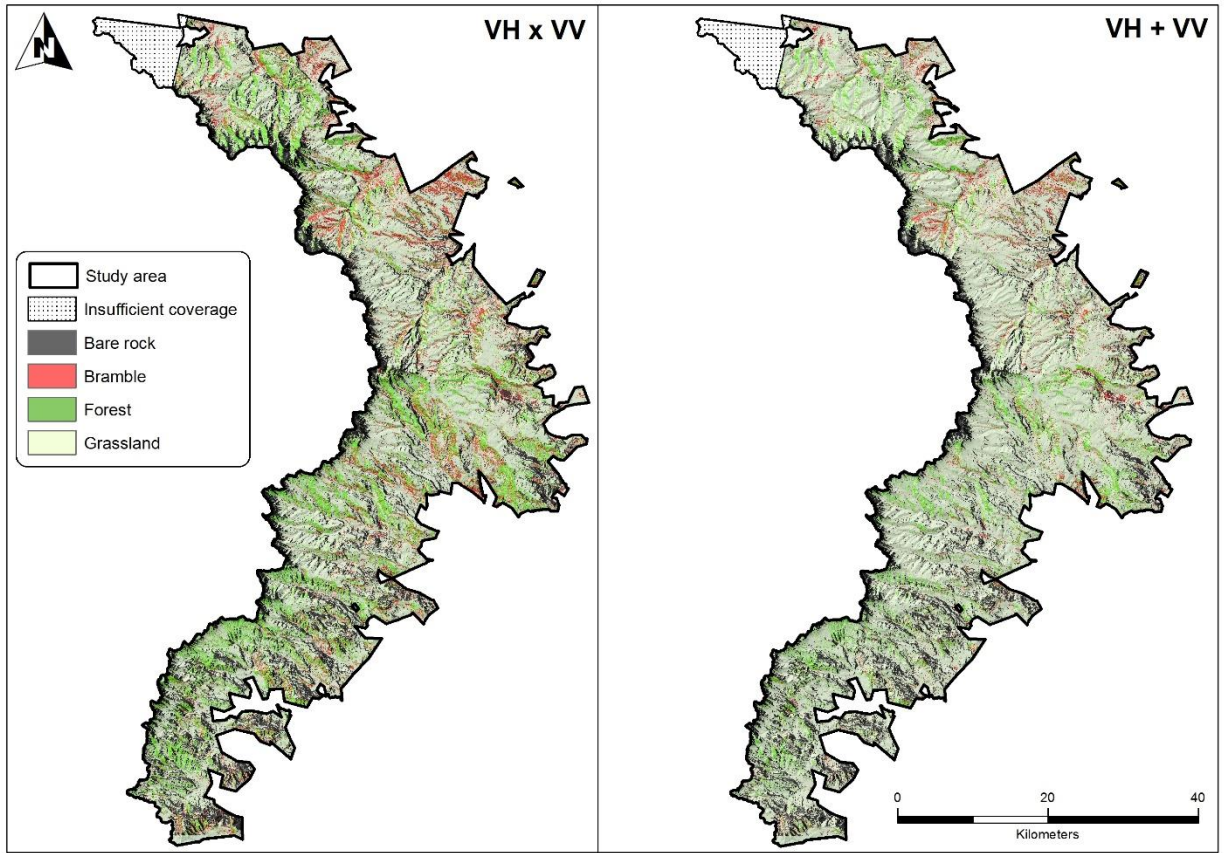 N
VH x VV
VH + VV
Study area
Insufficient coverage
Bare rock
Bramble
Forest
Grassland
0 20 40
Kilometers